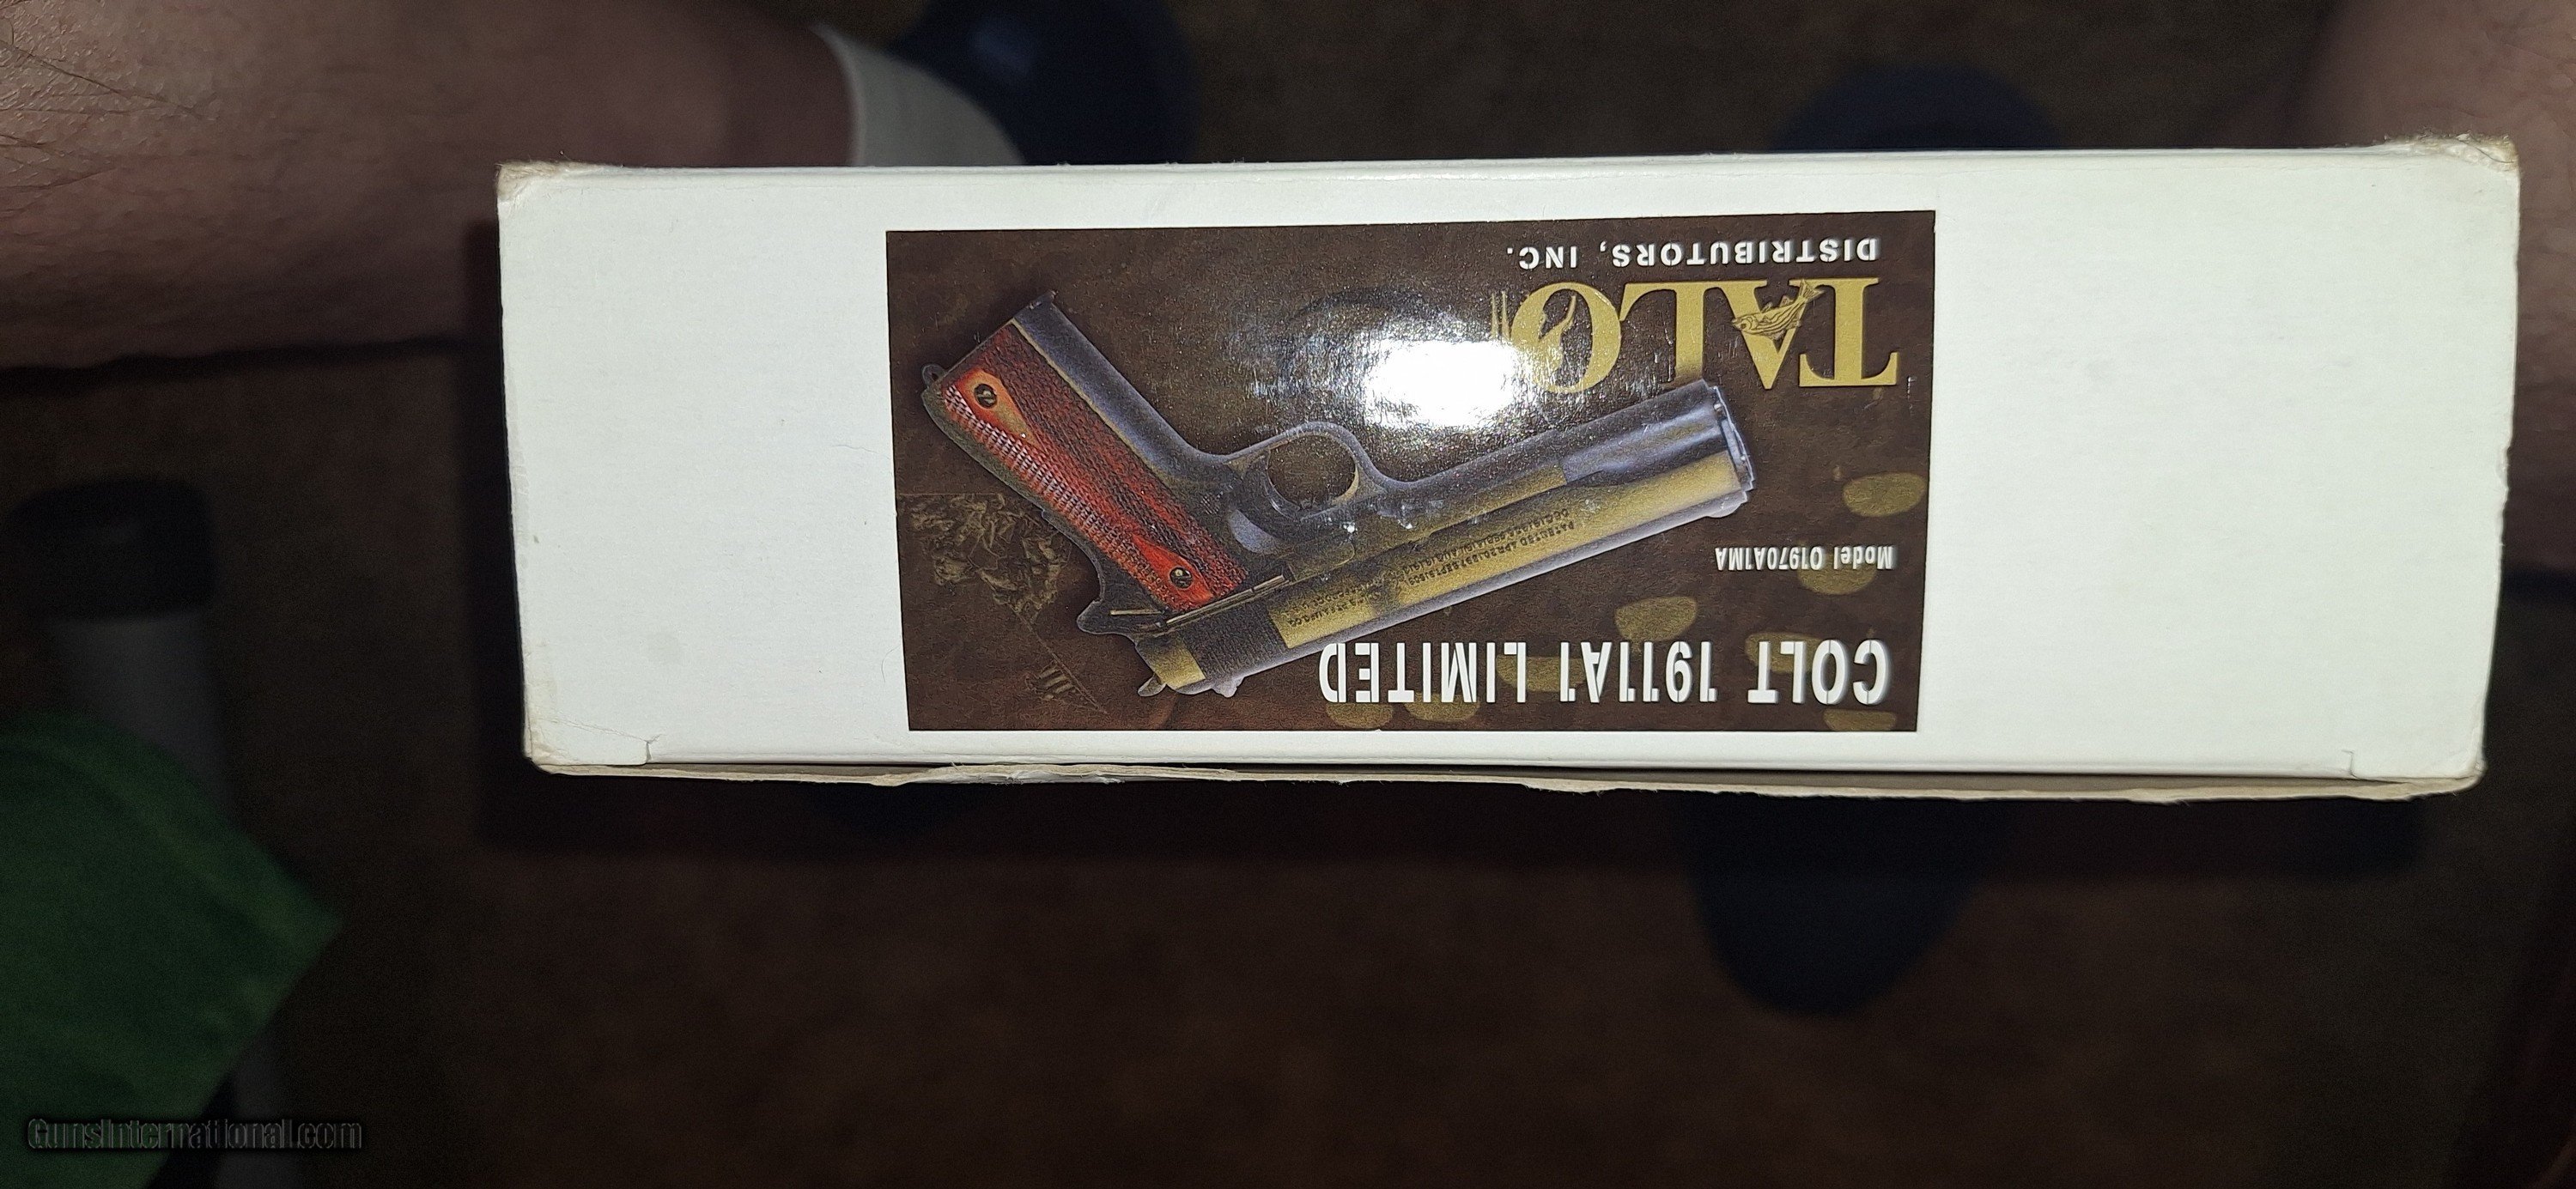 COLT 1911A1 LIMITED
Model O1970A1MA
TALO
DISTRIBUTORS, INC.
GunsInternational.com